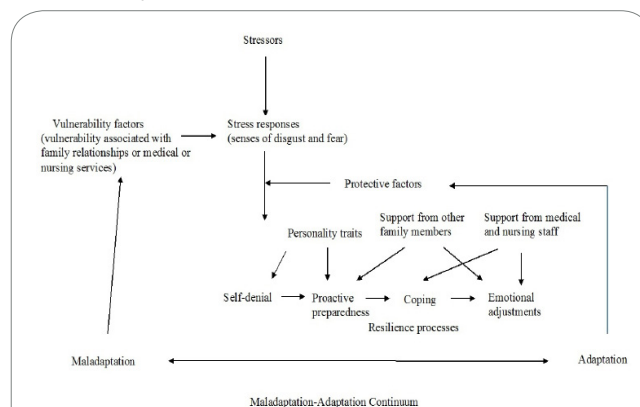 Stressors
Vulnerability factors
(vulnerability associated with
family relationships or medical or
nursing services)
Stress responses
(senses of disgust and fear)
Protective factors
Personality traits
Support from other
family members
Support from medical
and nursing staff
Self-denial
Proactive
preparedness
Coping
Emotional
adjustments
Resilience processes
Maladaptation
Adaptation
Maladaptation-Adaptation Continuum